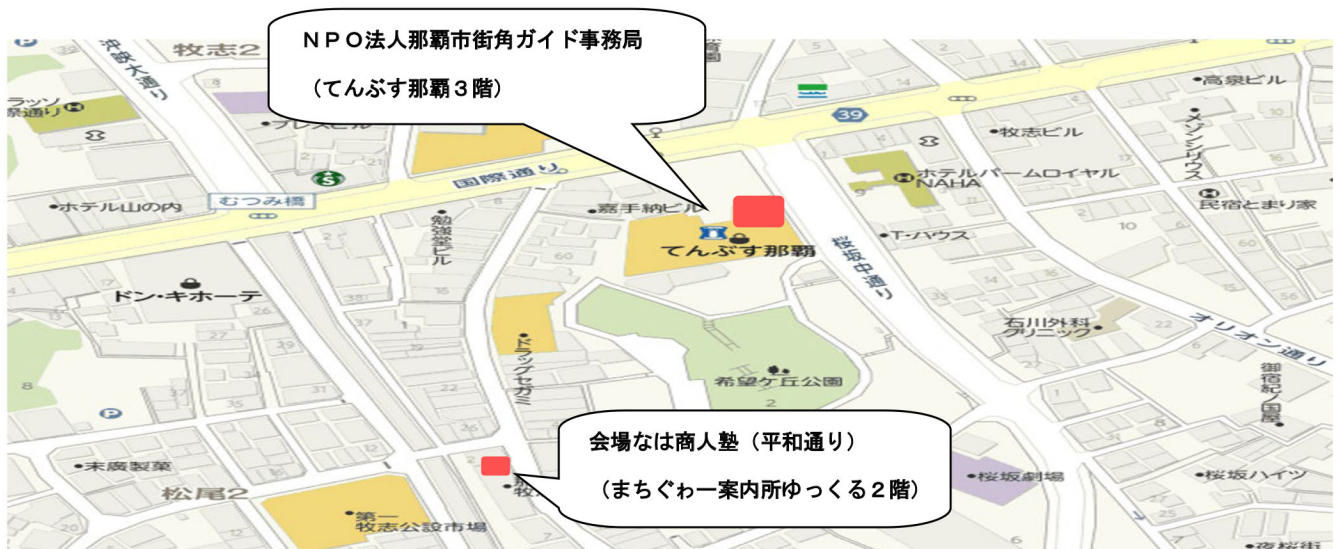 NPO法人那覇市街角ガイド事務局
(てんぶす那覇3階)
牧志2
沖映大通り
プレスビル
39
高泉ビル
牧志ビル
メゾンシリウス
ホテルパームロイヤル
NAHA
民宿とまり家
国際通り
むつみ橋
ホテル山の内
勉強堂ビル
嘉手納ビル
てんぶす那覇
T・ハウス
桜坂中通り
ドン・キホーテ
ドラッグセガミ
石川外科
クリニック
オリオン通り
希望ケ丘公園
2
御宿紀ノ国屋
会場なは商人塾(平和通り)
(まちぐゎー案内所ゆっくる2階)
末廣製菓
松尾2
第一
牧志公設市場
桜坂劇場
桜坂ハイツ
夜桜街